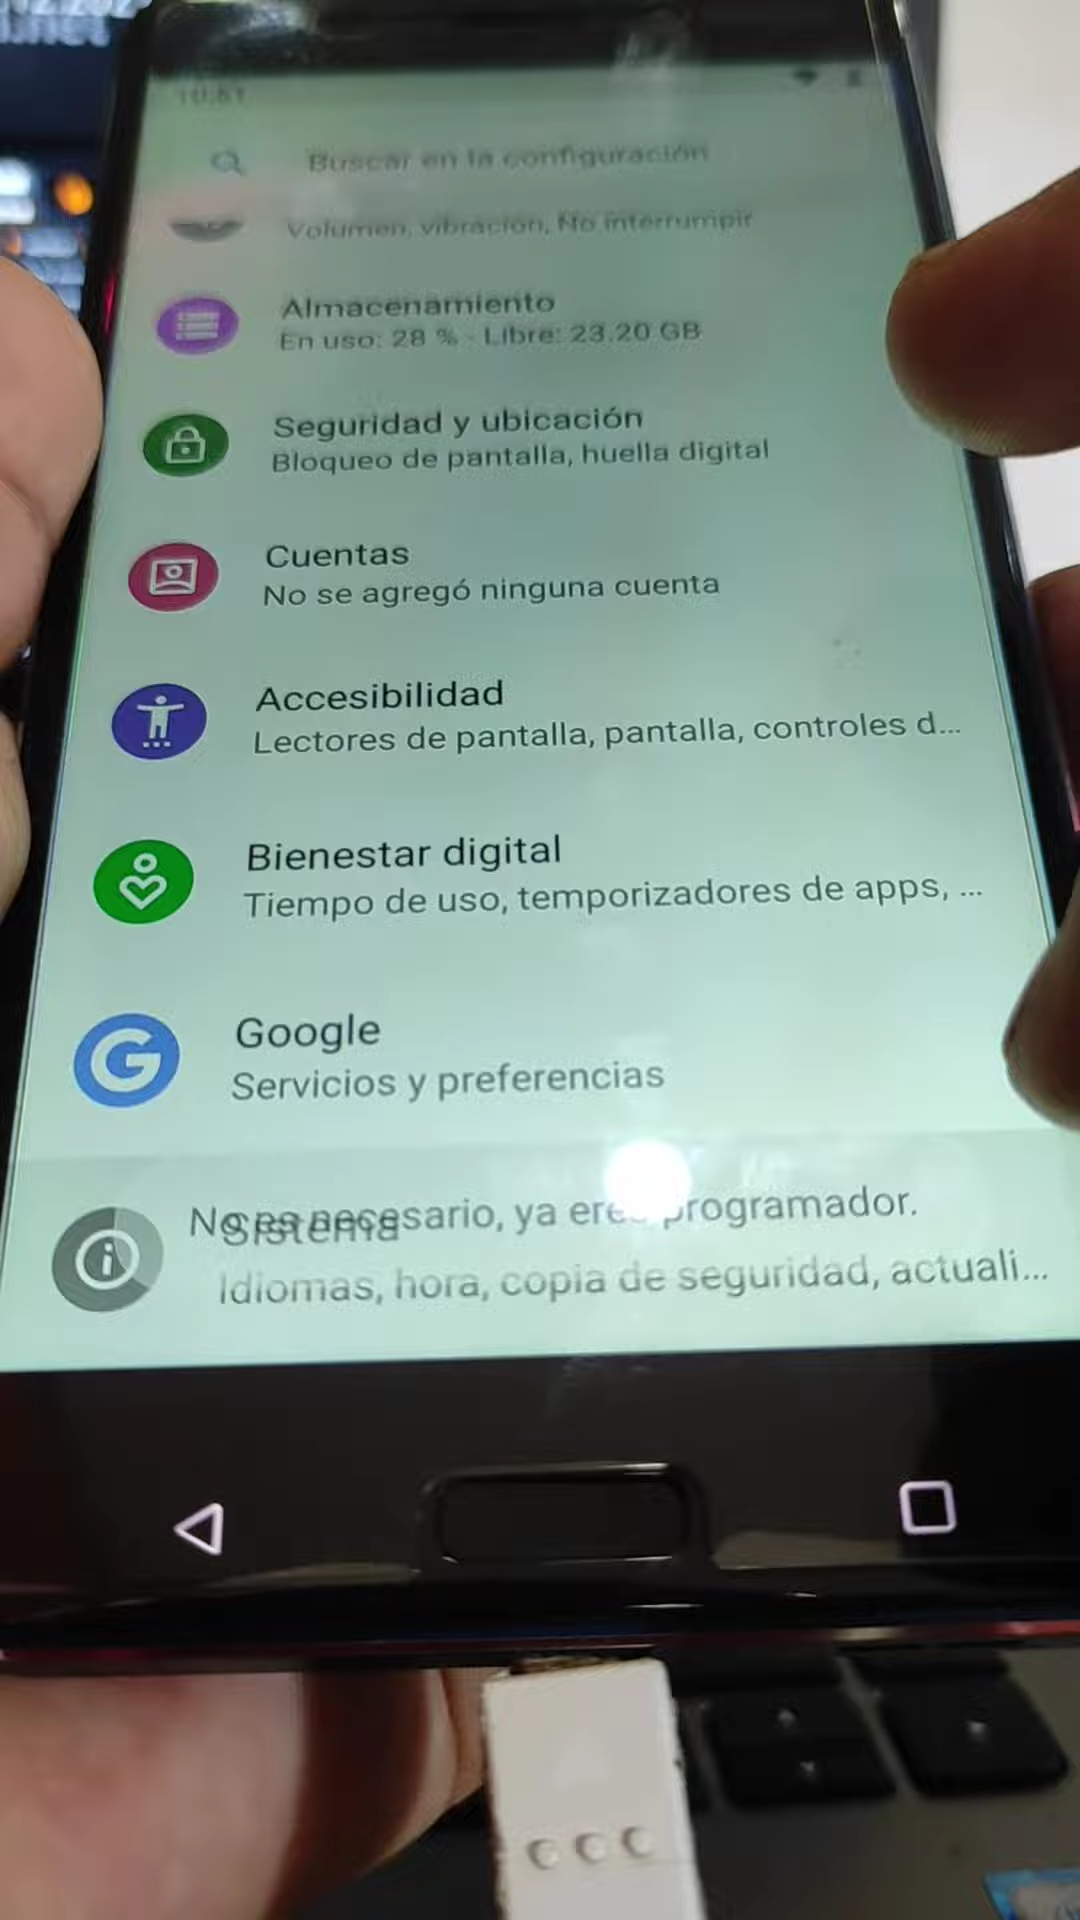 10:51
Buscar en la configuración
Volumen, vibración, No interrumpir
Almacenamiento
En uso: 28 % - Libre: 23.20 GB
Seguridad y ubicación
Bloqueo de pantalla, huella digital
Cuentas
No se agregó ninguna cuenta
Accesibilidad
Lectores de pantalla, pantalla, controles d...
Bienestar digital
Tiempo de uso, temporizadores de apps, ...
Google
Servicios y preferencias
No es necesario, ya eres programador.
Sistema
Idiomas, hora, copia de seguridad, actuali...